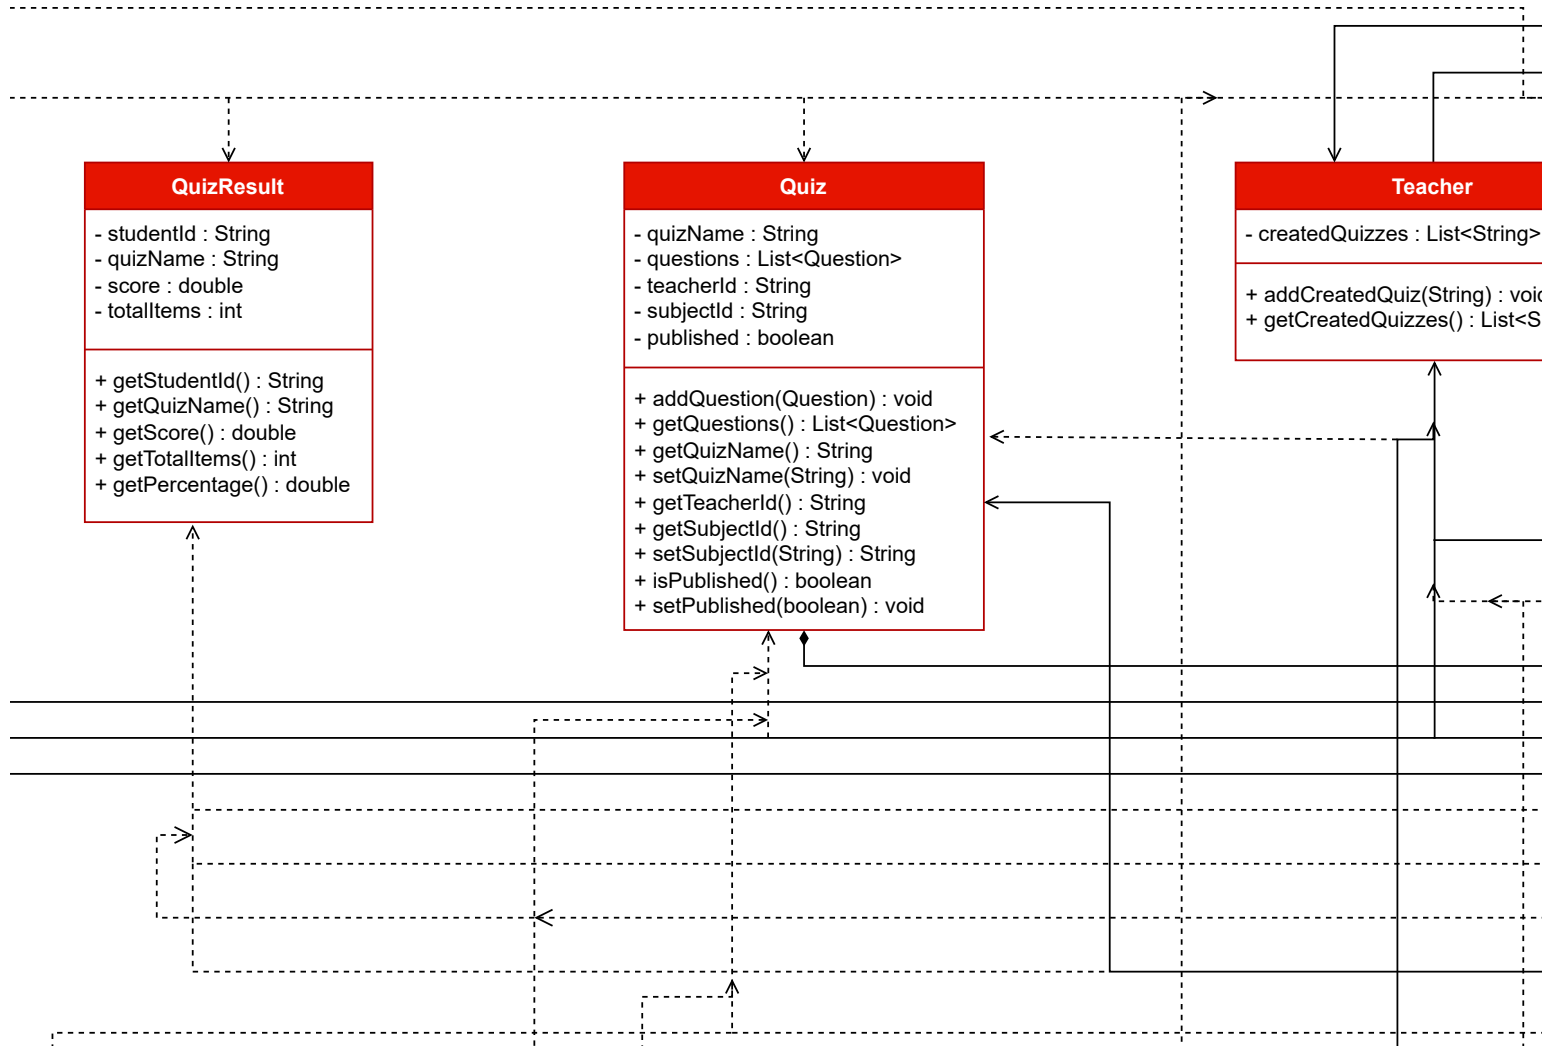 QuizResult
- studentId : String
- quizName : String
- score : double
- totalItems : int
+ getStudentId() : String
+ getQuizName() : String
+ getScore() : double
+ getTotalItems() : int
+ getPercentage() : double
Quiz
- quizName : String
- questions : List<Question>
- teacherId : String
- subjectId : String
- published : boolean
+ addQuestion(Question) : void
+ getQuestions() : List<Question>
+ getQuizName() : String
+ setQuizName(String) : void
+ getTeacherId() : String
+ getSubjectId() : String
+ setSubjectId(String) : String
+ isPublished() : boolean
+ setPublished(boolean) : void
Teacher
- createdQuizzes : List<String>
+ addCreatedQuiz(String) : void
+ getCreatedQuizzes() : List<S